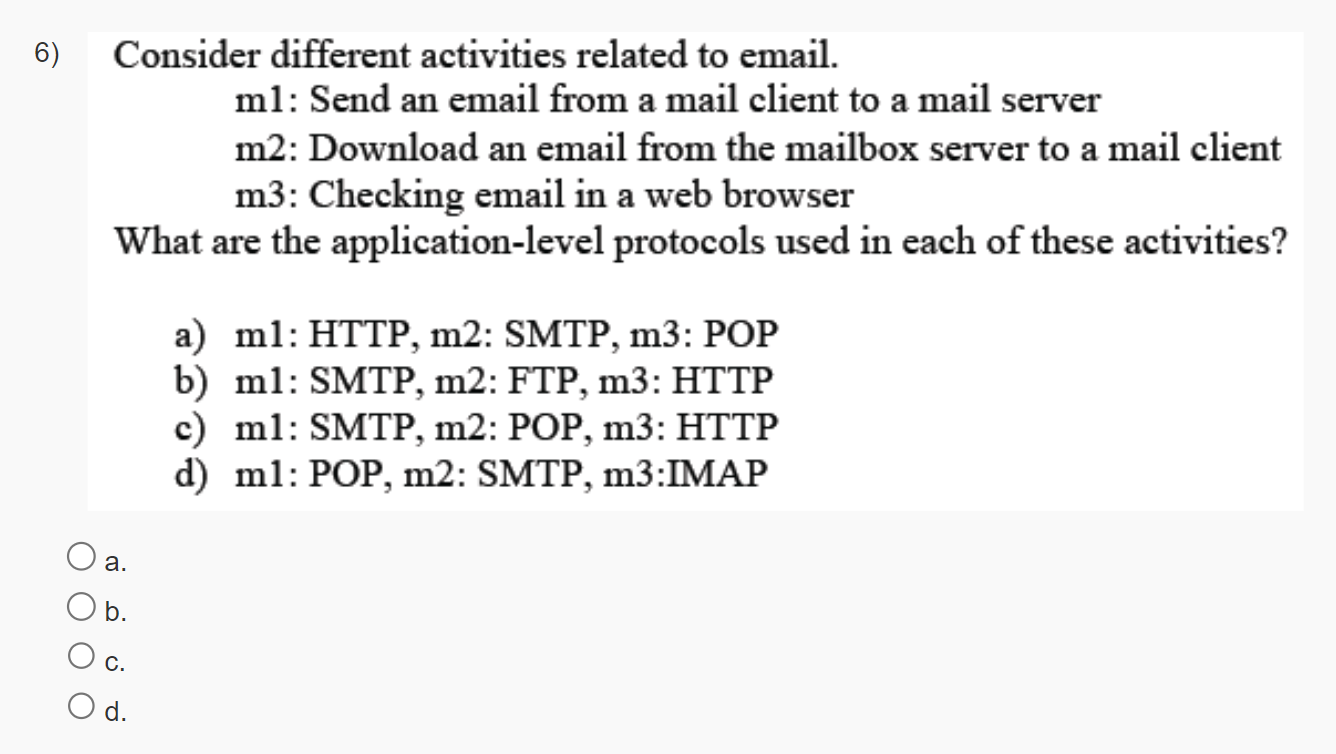 6) Consider different activities related to email.
m1: Send an email from a mail client to a mail server
m2: Download an email from the mailbox server to a mail client
m3: Checking email in a web browser
What are the application-level protocols used in each of these activities?
a) m1: HTTP, m2: SMTP, m3: POP
b) m1: SMTP, m2: FTP, m3: HTTP
c) m1: SMTP, m2: POP, m3: HTTP
d) m1: POP, m2: SMTP, m3:IMAP
a.
b.
c.
d.